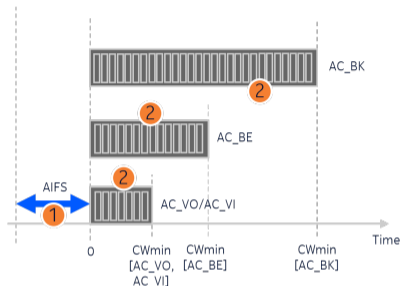 AC_BK
2
2
AC_BE
2
AIFS
AC_VO/AC_VI
1
Time
0
CWmin
[AC_VO,
AC_VI]
CWmin
[AC_BE]
CWmin
[AC_BK]